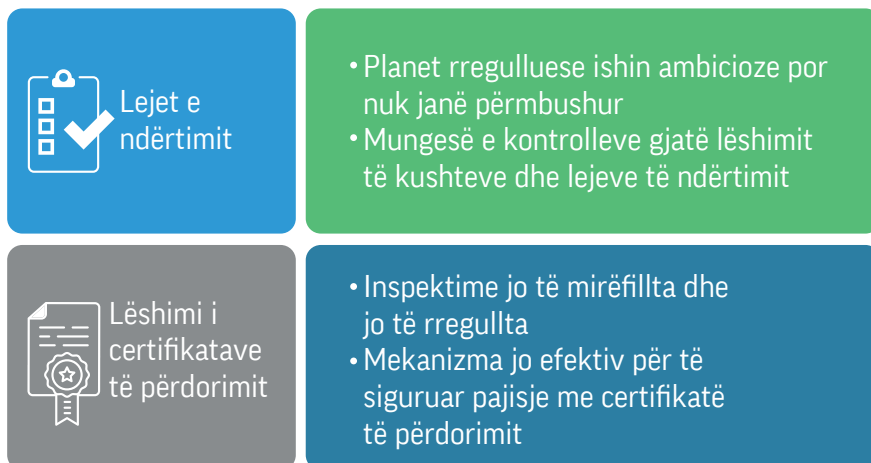 Lejet e
ndërtimit
• Planet rregulluese ishin ambicioze por
nuk janë përmbushur
• Mungesë e kontrolleve gjatë lëshimit
të kushteve dhe lejeve të ndërtimit
Lëshimi i
certifikatave
të përdorimit
• Inspektime jo të mirëfillta dhe
jo të rregullta
• Mekanizma jo efektiv për të
siguruar pajisje me certifikatë
të përdorimit